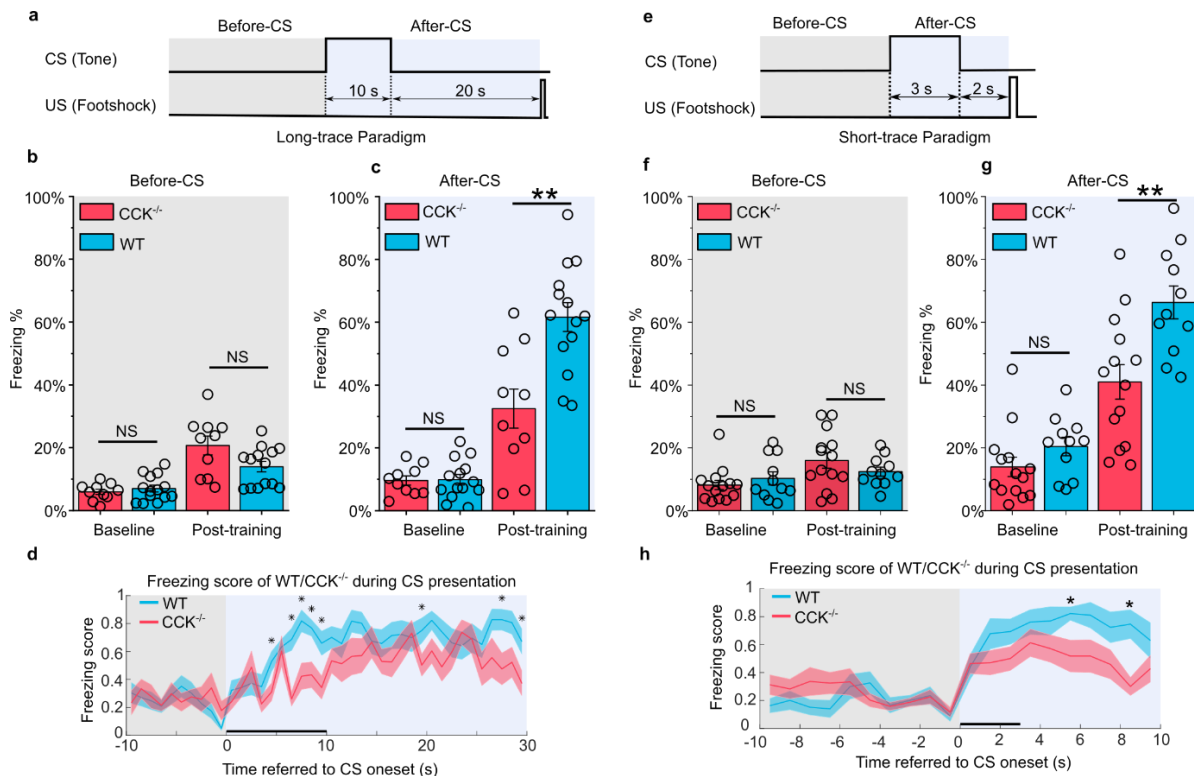 a
Before-CS
After-CS
CS (Tone)
US (Footshock)
10 s
20 s
Long-trace Paradigm
b
Before-CS
100%
80%
60%
40%
20%
0%
Freezing %
CCK-/-
WT
NS
NS
Baseline
Post-training
c
After-CS
100%
80%
60%
40%
20%
0%
Freezing %
CCK-/-
WT
**
NS
Baseline
Post-training
d
Freezing score of WT/CCK-/- during CS presentation
1
0.8
0.6
0.4
0.2
0
Freezing score
WT
CCK-/-
* * * * * * * *
-10
0
10
20
30
Time referred to CS oneset (s)
e
Before-CS
After-CS
CS (Tone)
US (Footshock)
3 s
2 s
Short-trace Paradigm
f
Before-CS
100%
80%
60%
40%
20%
0%
Freezing %
CCK-/-
WT
NS
NS
Baseline
Post-training
g
After-CS
100%
80%
60%
40%
20%
0%
Freezing %
CCK-/-
WT
**
NS
Baseline
Post-training
h
Freezing score of WT/CCK-/- during CS presentation
1
0.8
0.6
0.4
0.2
0
Freezing score
WT
CCK-/-
* *
-10
-8
-6
-4
-2
0
2
4
6
8
10
Time referred to CS oneset (s)